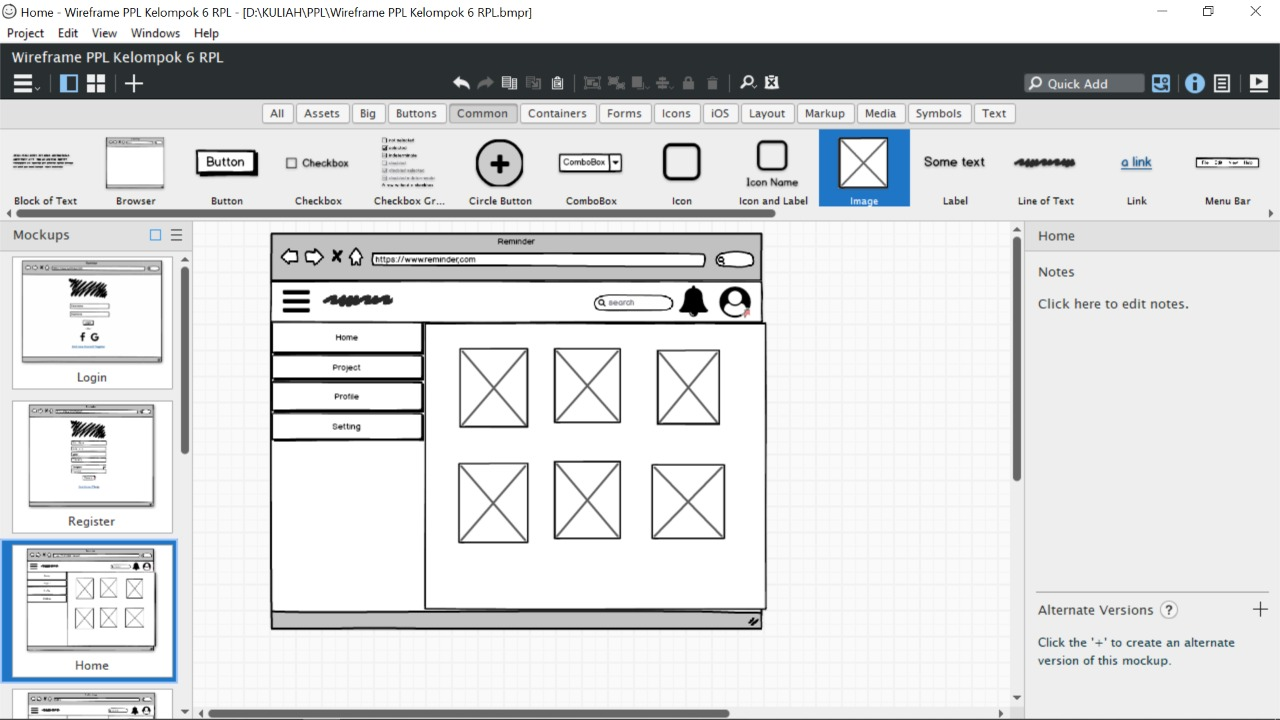 Home - Wireframe PPL Kelompok 6 RPL - [D:\KULIAH\PPL\Wireframe PPL Kelompok 6 RPL.bmpr]
Project Edit View Windows Help
Wireframe PPL Kelompok 6 RPL
Quick Add
All Assets Big Buttons Common Containers Forms Icons iOS Layout Markup Media Symbols Text
Button
Checkbox
ComboBox
Icon Name
Some text
a link
Block of Text Browser Button Checkbox Checkbox Gr... Circle Button ComboBox Icon Icon and Label Image Label Line of Text Link Menu Bar
Mockups
Login
Register
Home
Reminder
https://www.reminder.com
search
Home
Project
Profile
Setting
Home
Notes
Click here to edit notes.
Alternate Versions ?
Click the '+' to create an alternate
version of this mockup.